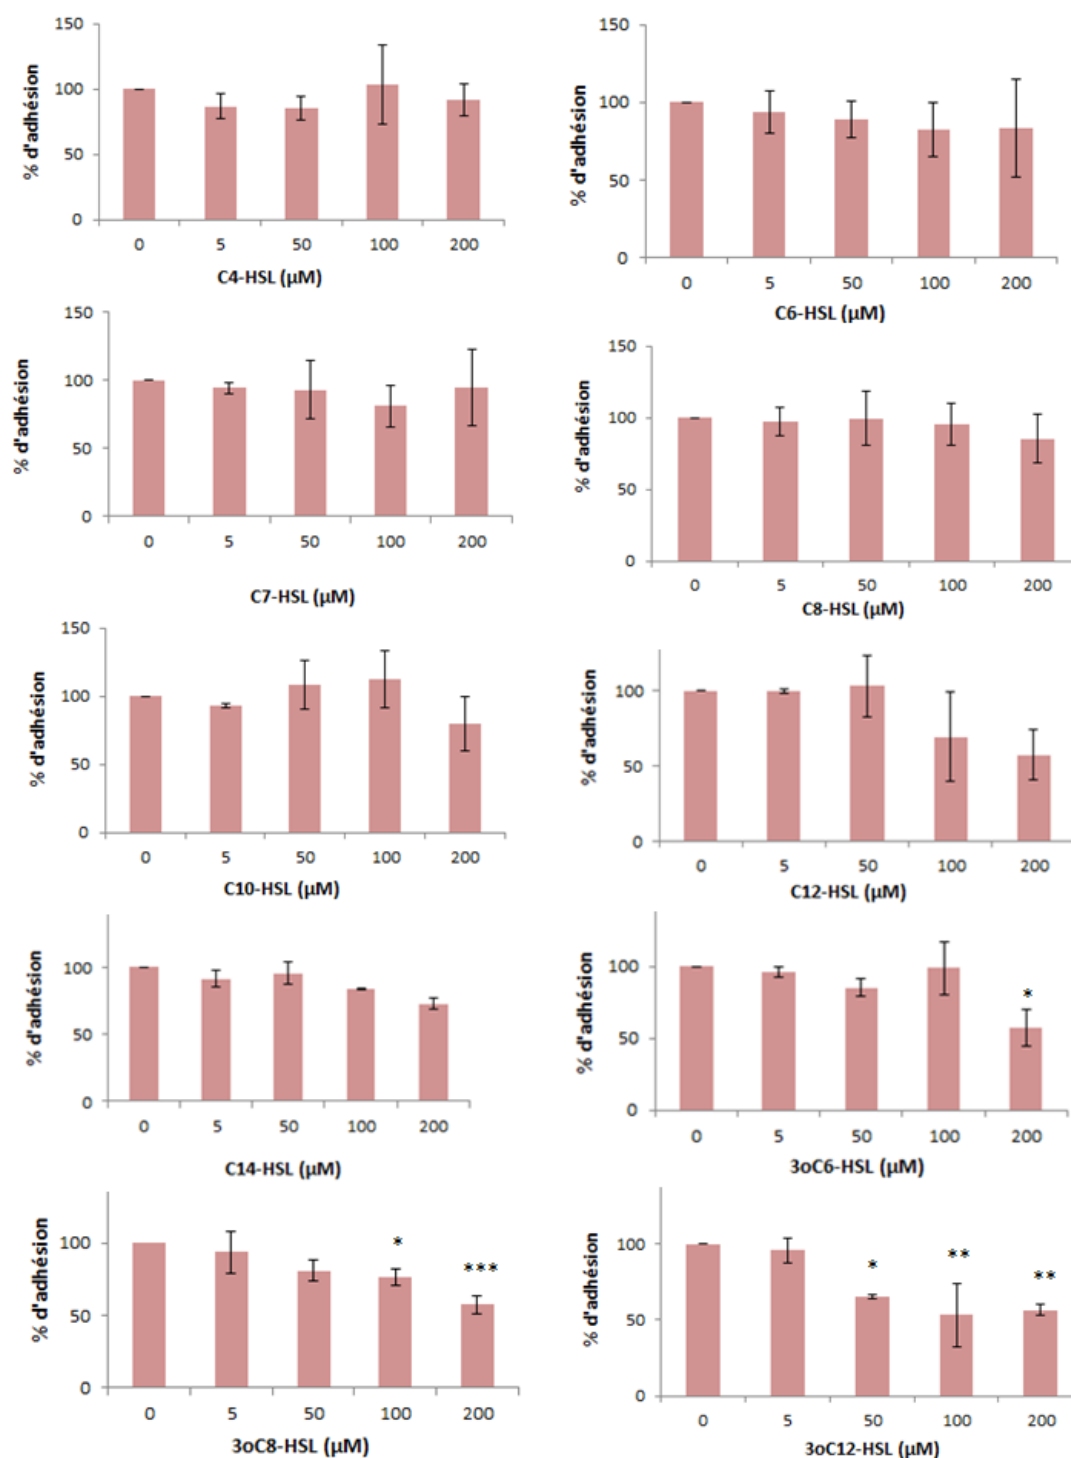 % d'adhésion
150
100
50
0
0 5 50 100 200
C4-HSL (µM)
% d'adhésion
150
100
50
0
0 5 50 100 200
C6-HSL (µM)
% d'adhésion
150
100
50
0
0 5 50 100 200
C7-HSL (µM)
% d'adhésion
150
100
50
0
0 5 50 100 200
C8-HSL (µM)
% d'adhésion
150
100
50
0
0 5 50 100 200
C10-HSL (µM)
% d'adhésion
100
50
0
0 5 50 100 200
C12-HSL (µM)
% d'adhésion
100
50
0
0 5 50 100 200
C14-HSL (µM)
% d'adhésion
100
50
0
*
0 5 50 100 200
3oC6-HSL (µM)
% d'adhésion
100
50
0
* ***
0 5 50 100 200
3oC8-HSL (µM)
% d'adhésion
100
50
0
* ** **
0 5 50 100 200
3oC12-HSL (µM)